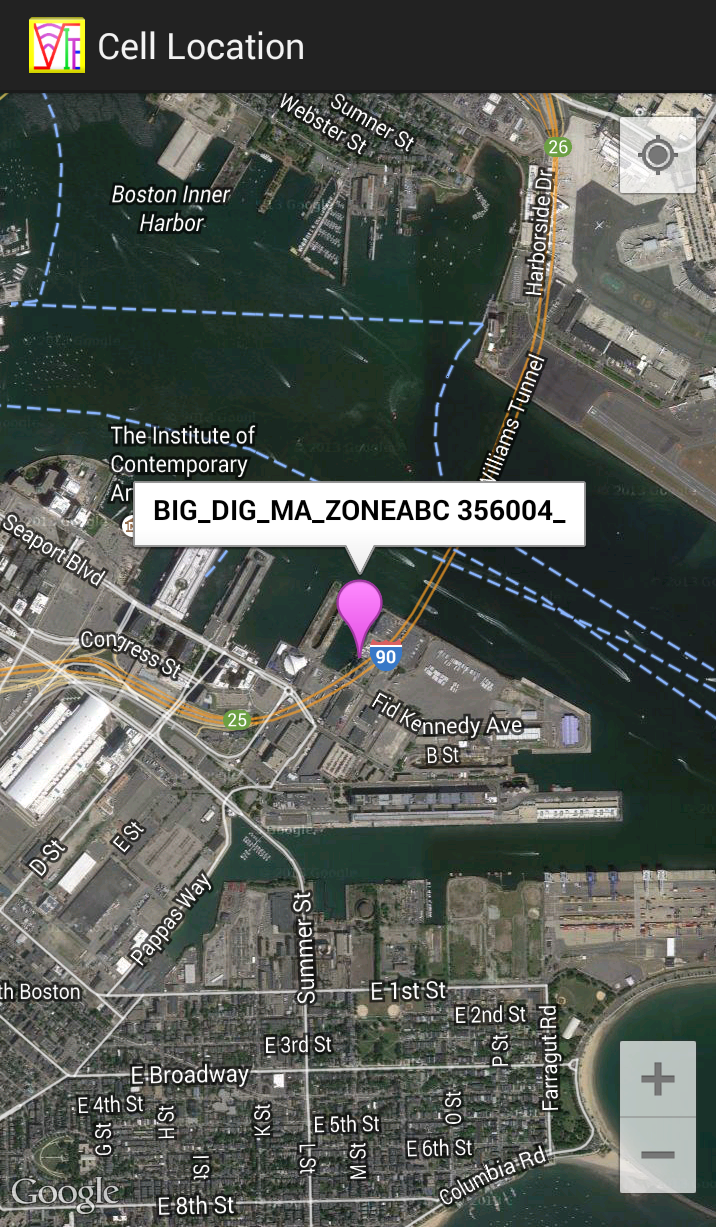 Cell Location
Sumner St
Webster St
26
Boston Inner
Harbor
Harborside Dr
Williams Tunnel
The Institute of
Contemporary
Ar
BIG_DIG_MA_ZONEABC 356004_
Seaport Blvd
Congress St
90
25
Fid Kennedy Ave
B St
D St
E St
Pappas Way
Summer St
th Boston
E 1st St
E 2nd St
E 3rd St
P St
Farragut Rd
E Broadway
E 4th St
G St
H St
I St
K St
L St
E 5th St
M St
O St
E 6th St
Columbia Rd
E 8th St
Google